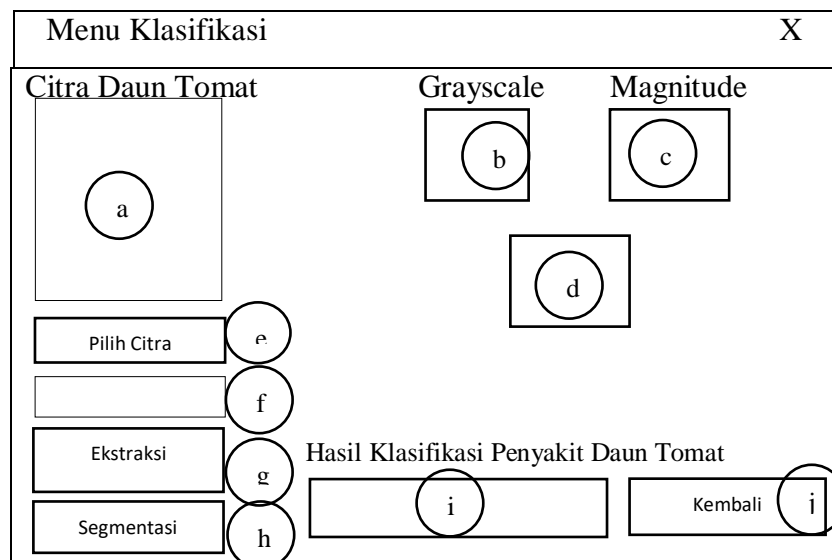 Menu Klasifikasi X
Citra Daun Tomat Grayscale Magnitude
b c
a
d
Pilih Citra e
f
Ekstraksi g
Hasil Klasifikasi Penyakit Daun Tomat
i Kembali j
Segmentasi h